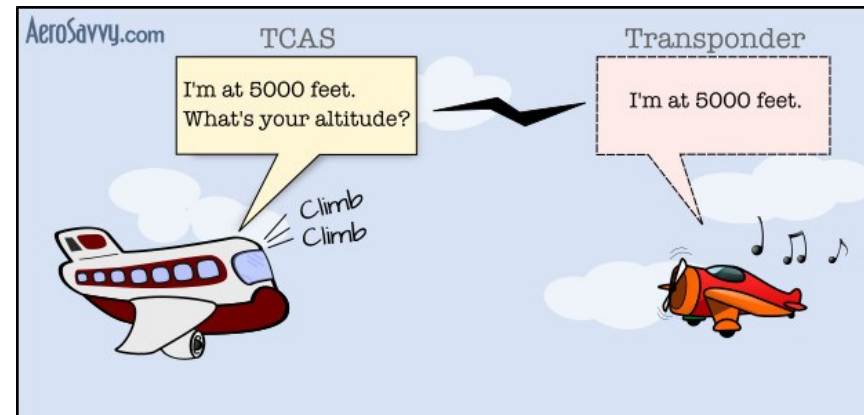 AeroSavvy.com
TCAS
Transponder
I'm at 5000 feet.
What's your altitude?
I'm at 5000 feet.
Climb
Climb